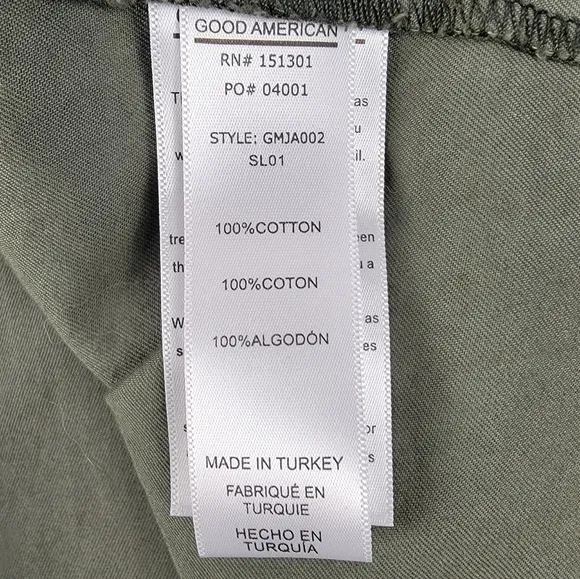 GOOD AMERICAN
RN# 151301
PO# 04001
STYLE: GMJA002
SL01
100%COTTON
100%COTON
100%ALGODÓN
MADE IN TURKEY
FABRIQUÉ EN
TURQUIE
HECHO EN
TURQUÍA